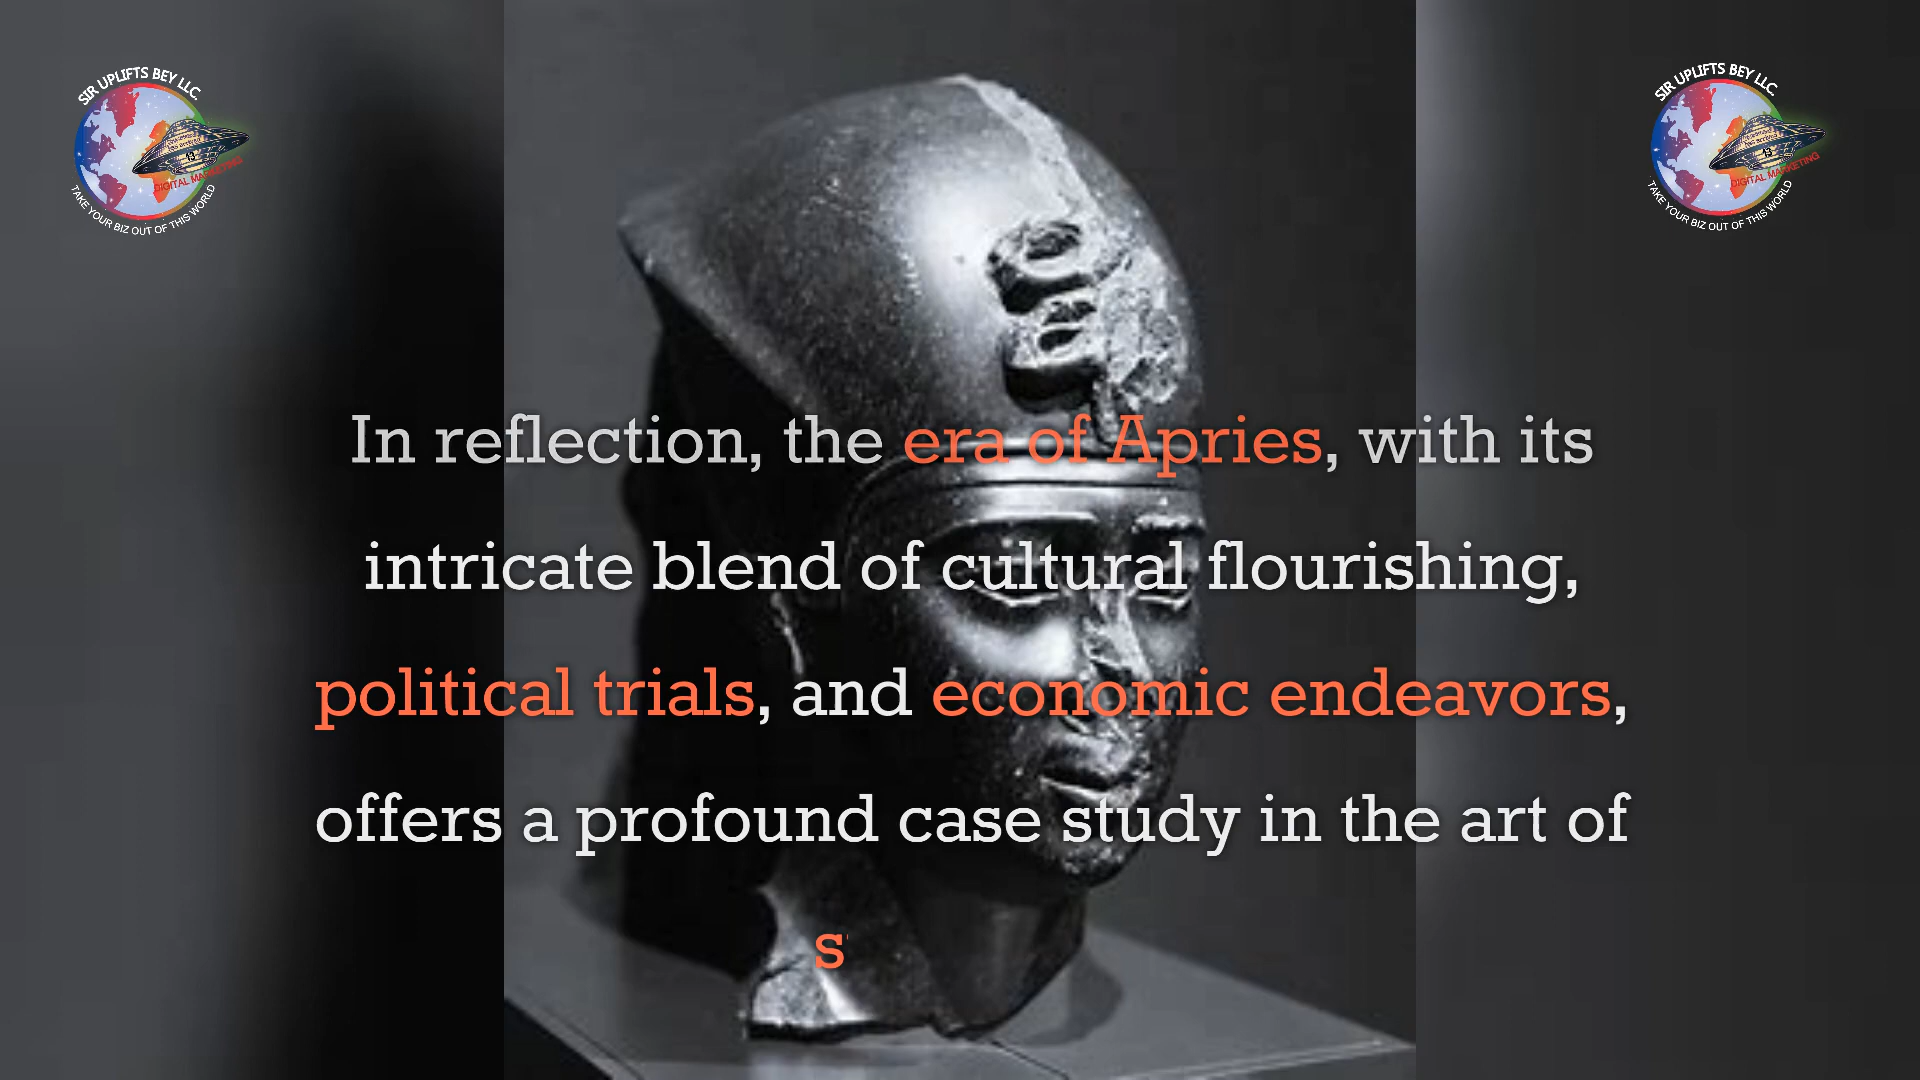 SIR UPLIFTS BEY LLC.
DIGITAL MARKETING
TAKE YOUR BIZ OUT OF THIS WORLD
SIR UPLIFTS BEY LLC.
DIGITAL MARKETING
TAKE YOUR BIZ OUT OF THIS WORLD
In reflection, the era of Apries, with its
intricate blend of cultural flourishing,
political trials, and economic endeavors,
offers a profound case study in the art of
s